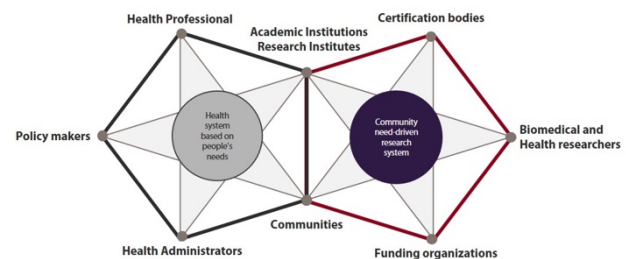 Health Professional
Academic Institutions
Research Institutes
Certification bodies
Health
system
based on
people's
needs
Community
need-driven
research
system
Policy makers
Biomedical and
Health researchers
Communities
Health Administrators
Funding organizations